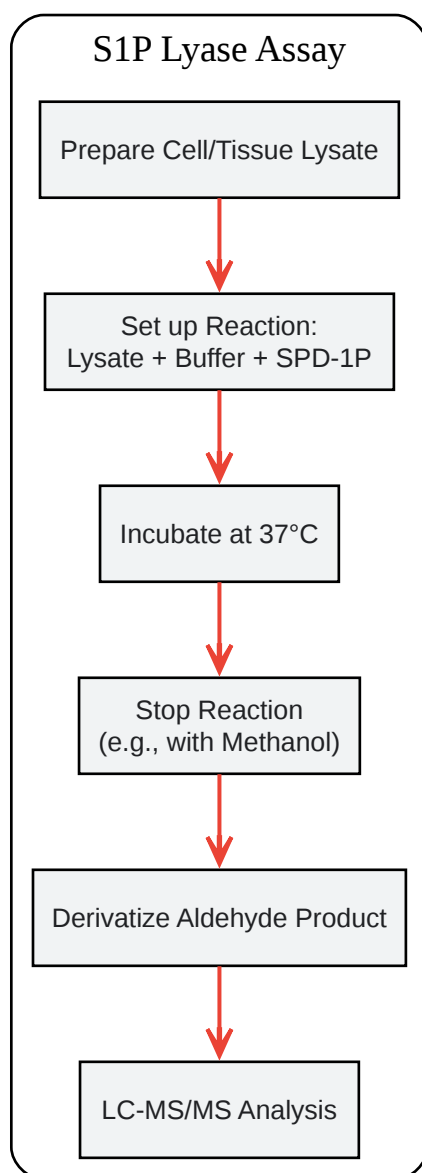 S1P Lyase Assay
Prepare Cell/Tissue Lysate
Set up Reaction:
Lysate + Buffer + SPD-1P
Incubate at 37°C
Stop Reaction
(e.g., with Methanol)
Derivatize Aldehyde Product
LC-MS/MS Analysis